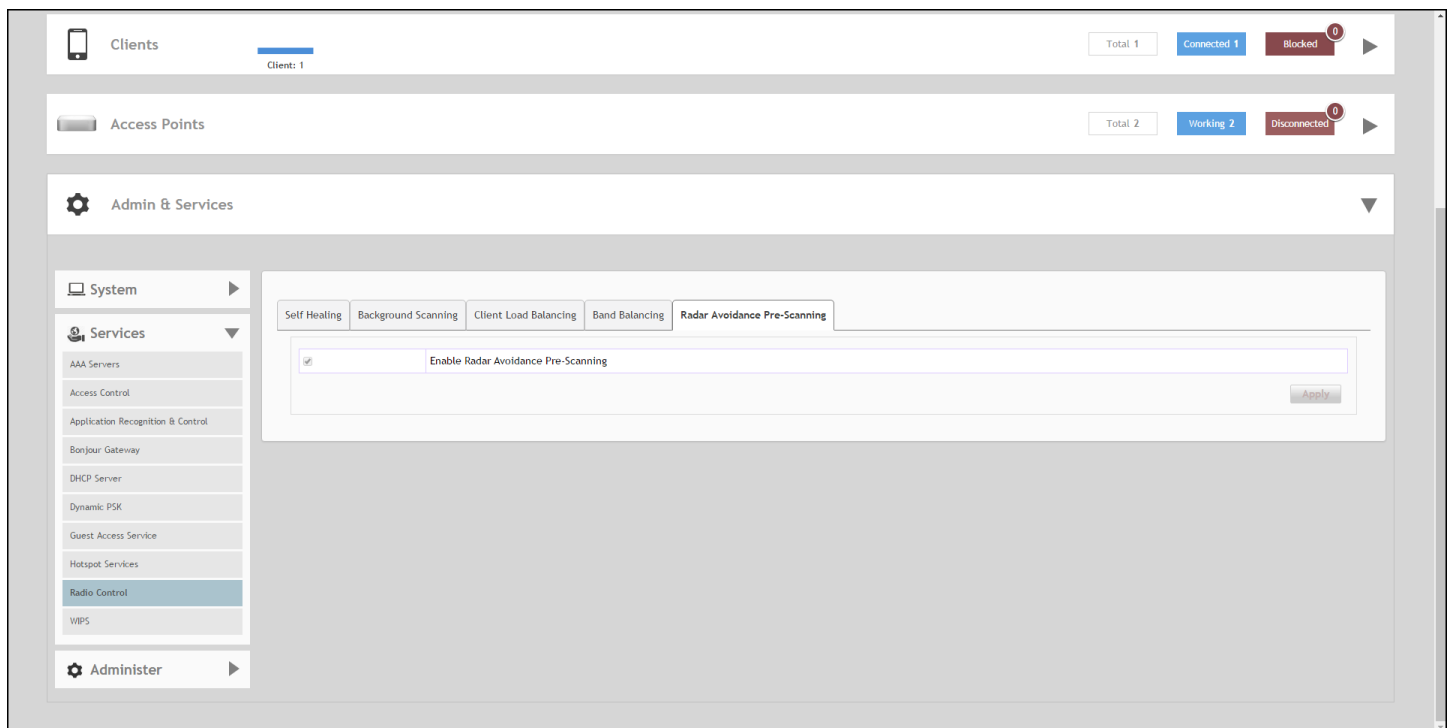 Clients
Client: 1
Total 1
Connected 1
Blocked
0
Access Points
Total 2
Working 2
Disconnected
0
Admin & Services
System
Services
AAA Servers
Access Control
Application Recognition & Control
Bonjour Gateway
DHCP Server
Dynamic PSK
Guest Access Service
Hotspot Services
Radio Control
WIPS
Administer
Self Healing
Background Scanning
Client Load Balancing
Band Balancing
Radar Avoidance Pre-Scanning
Enable Radar Avoidance Pre-Scanning
Apply